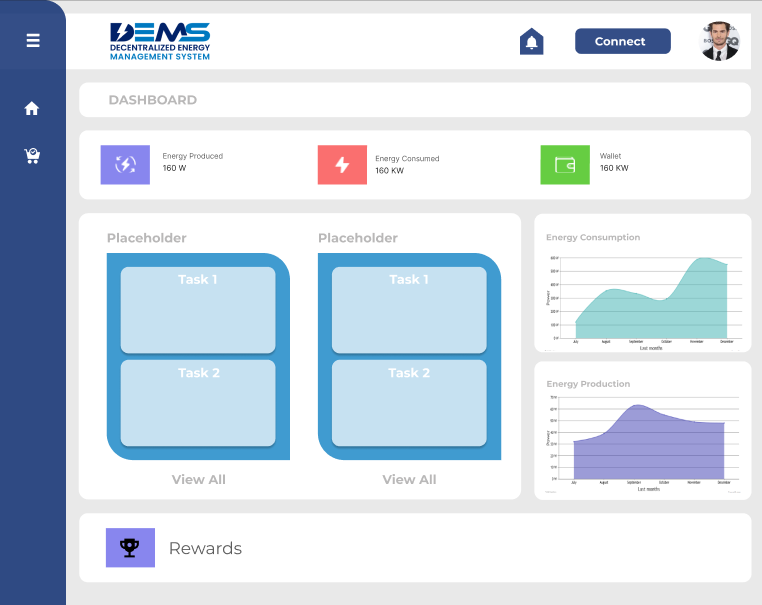 DEMS
DECENTRALIZED ENERGY
MANAGEMENT SYSTEM
Connect
DASHBOARD
Energy Produced
160 W
Energy Consumed
160 KW
Wallet
160 KW
Placeholder
Task 1
Task 2
View All
Placeholder
Task 1
Task 2
View All
Energy Consumption
Power
July August September October November December
Last months
Energy Production
Power
July August September October November December
Last months
Rewards